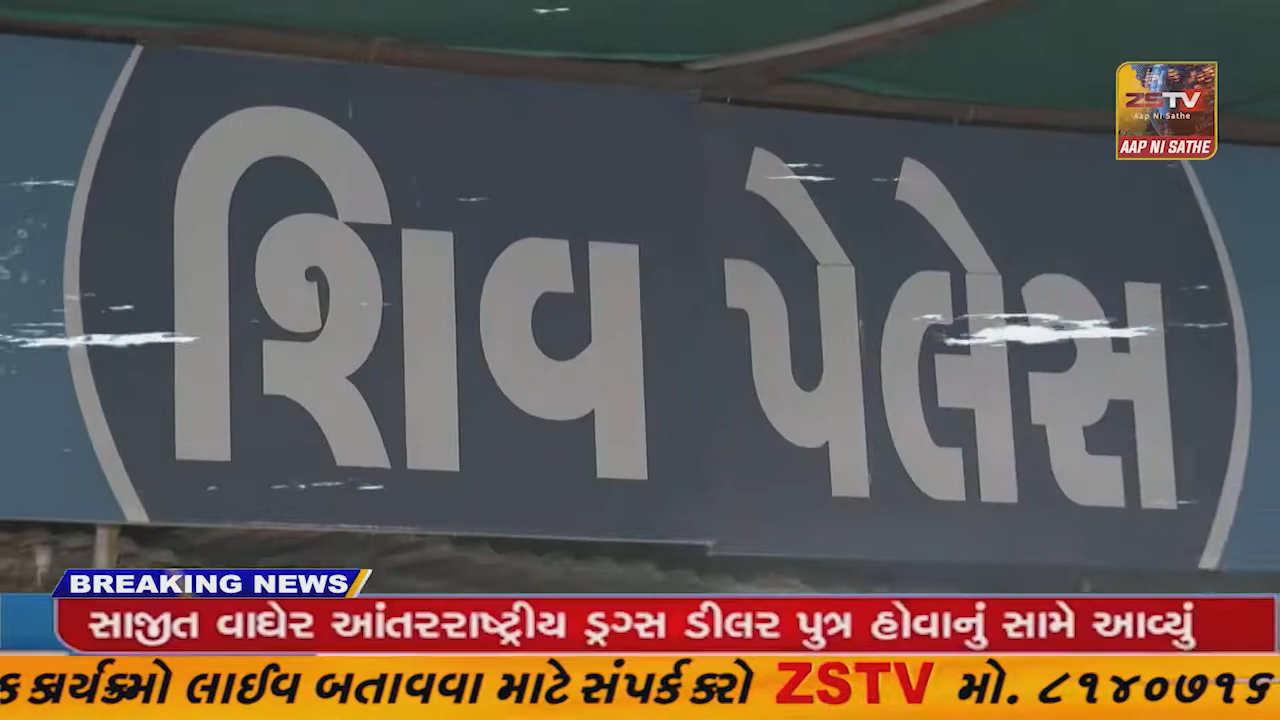 ZSTV
Aap Ni Sathe
AAP NI SATHE
શિવ પેલેસ
BREAKING NEWS
સાજીત વાઘેર આંતરરાષ્ટ્રીય ડ્રગ્સ ડીલર પુત્ર હોવાનું સામે આવ્યું
ક કાર્યક્રમો લાઈવ બતાવવા માટે સંપર્ક કરો ZSTV મો. ૮૧૪૦૭૧૬